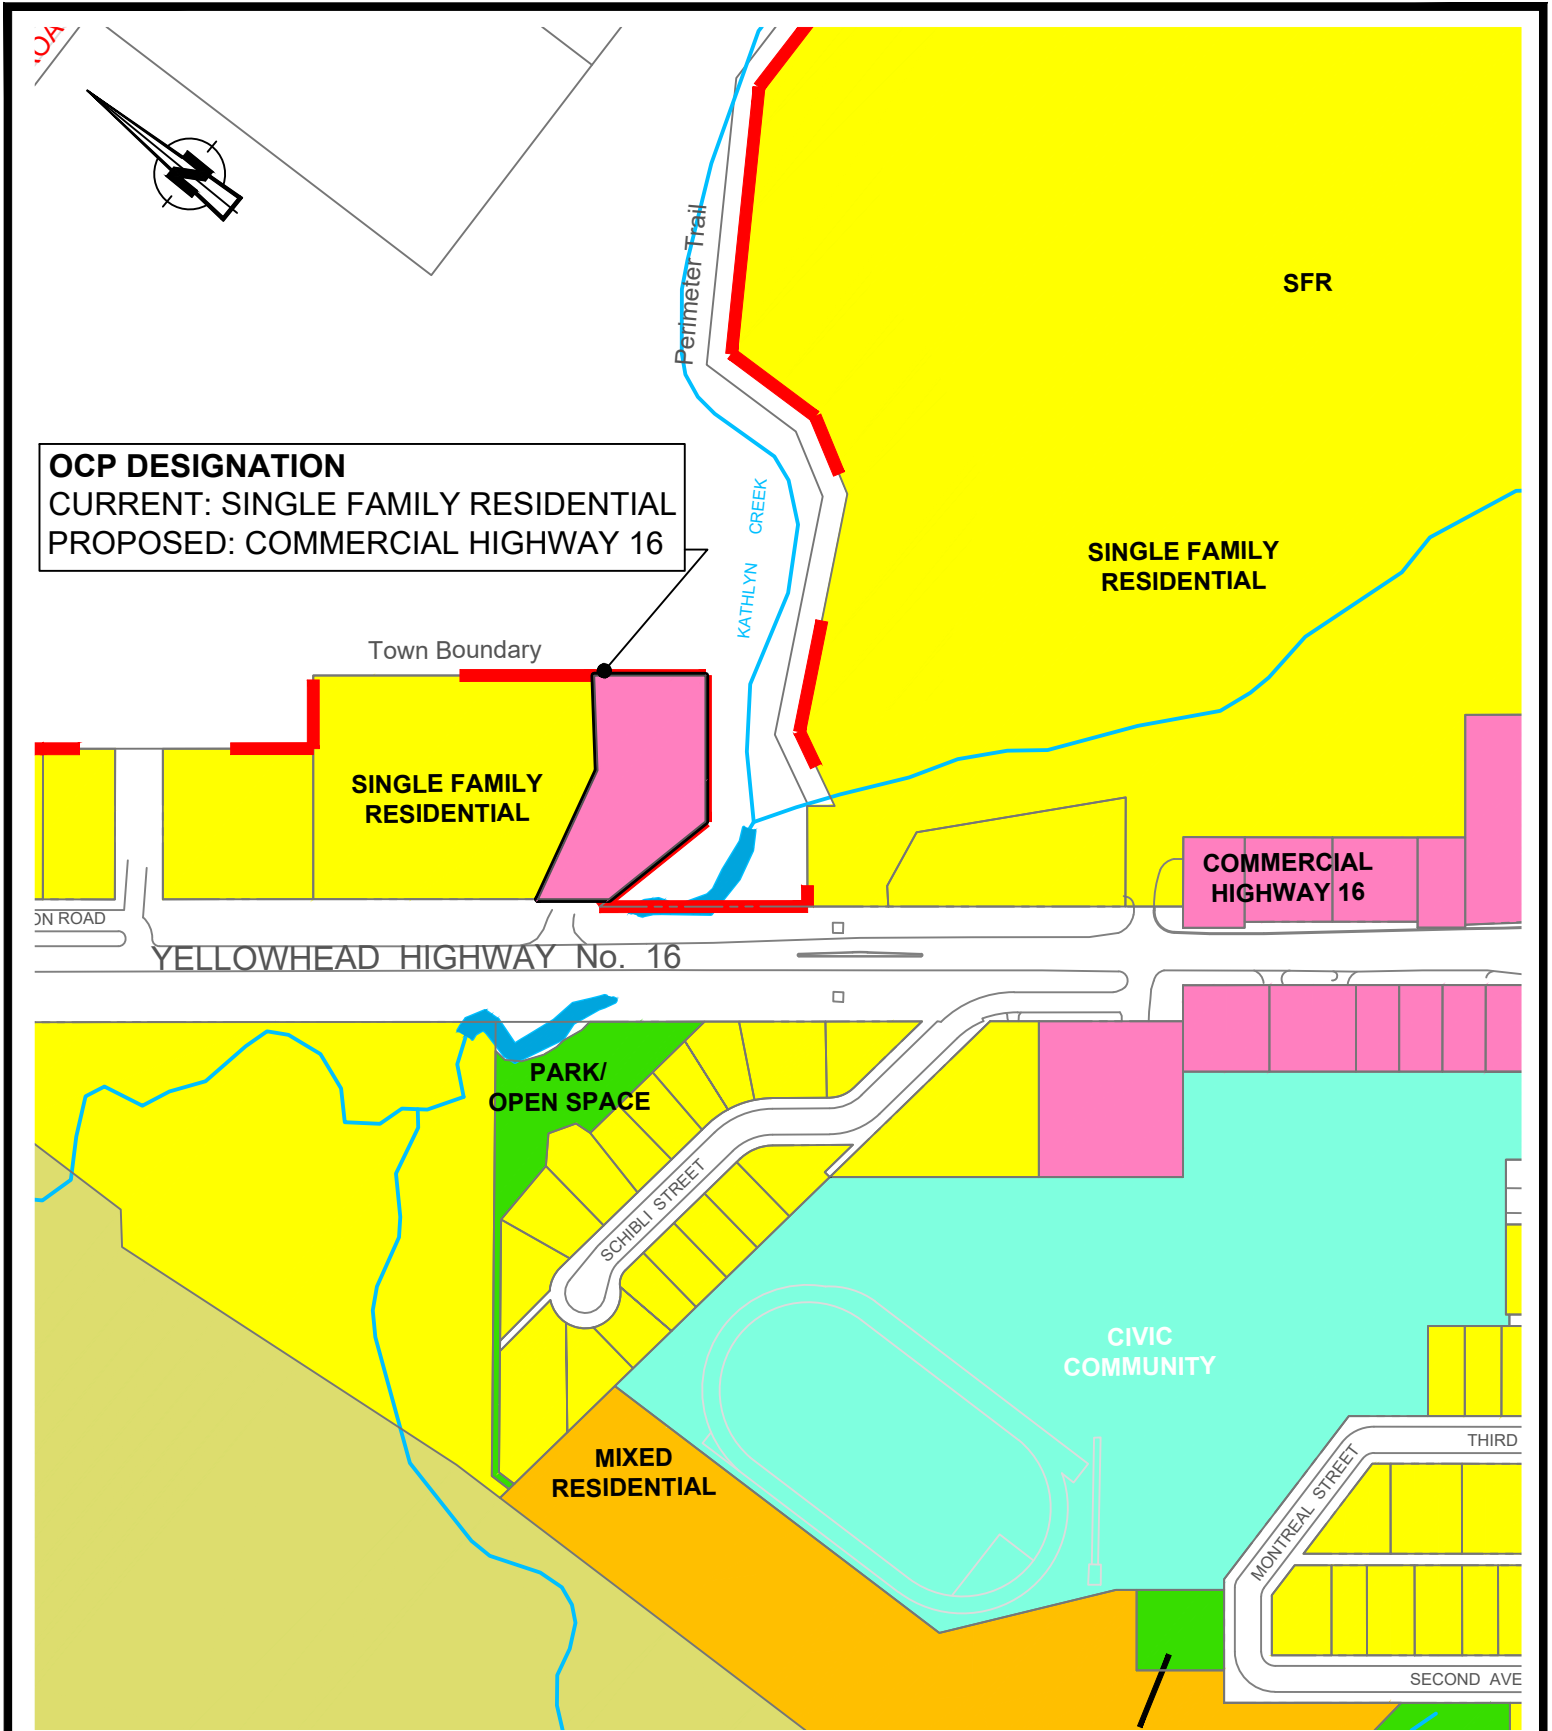 N
Perimeter Trail
SFR
OCP DESIGNATION
CURRENT: SINGLE FAMILY RESIDENTIAL
PROPOSED: COMMERCIAL HIGHWAY 16
KATHLYN CREEK
SINGLE FAMILY
RESIDENTIAL
Town Boundary
SINGLE FAMILY
RESIDENTIAL
COMMERCIAL
HIGHWAY 16
ON ROAD
YELLOWHEAD HIGHWAY No. 16
PARK/
OPEN SPACE
SCHIBLI STREET
CIVIC
COMMUNITY
MIXED
RESIDENTIAL
THIRD
MONTREAL STREET
SECOND AVE